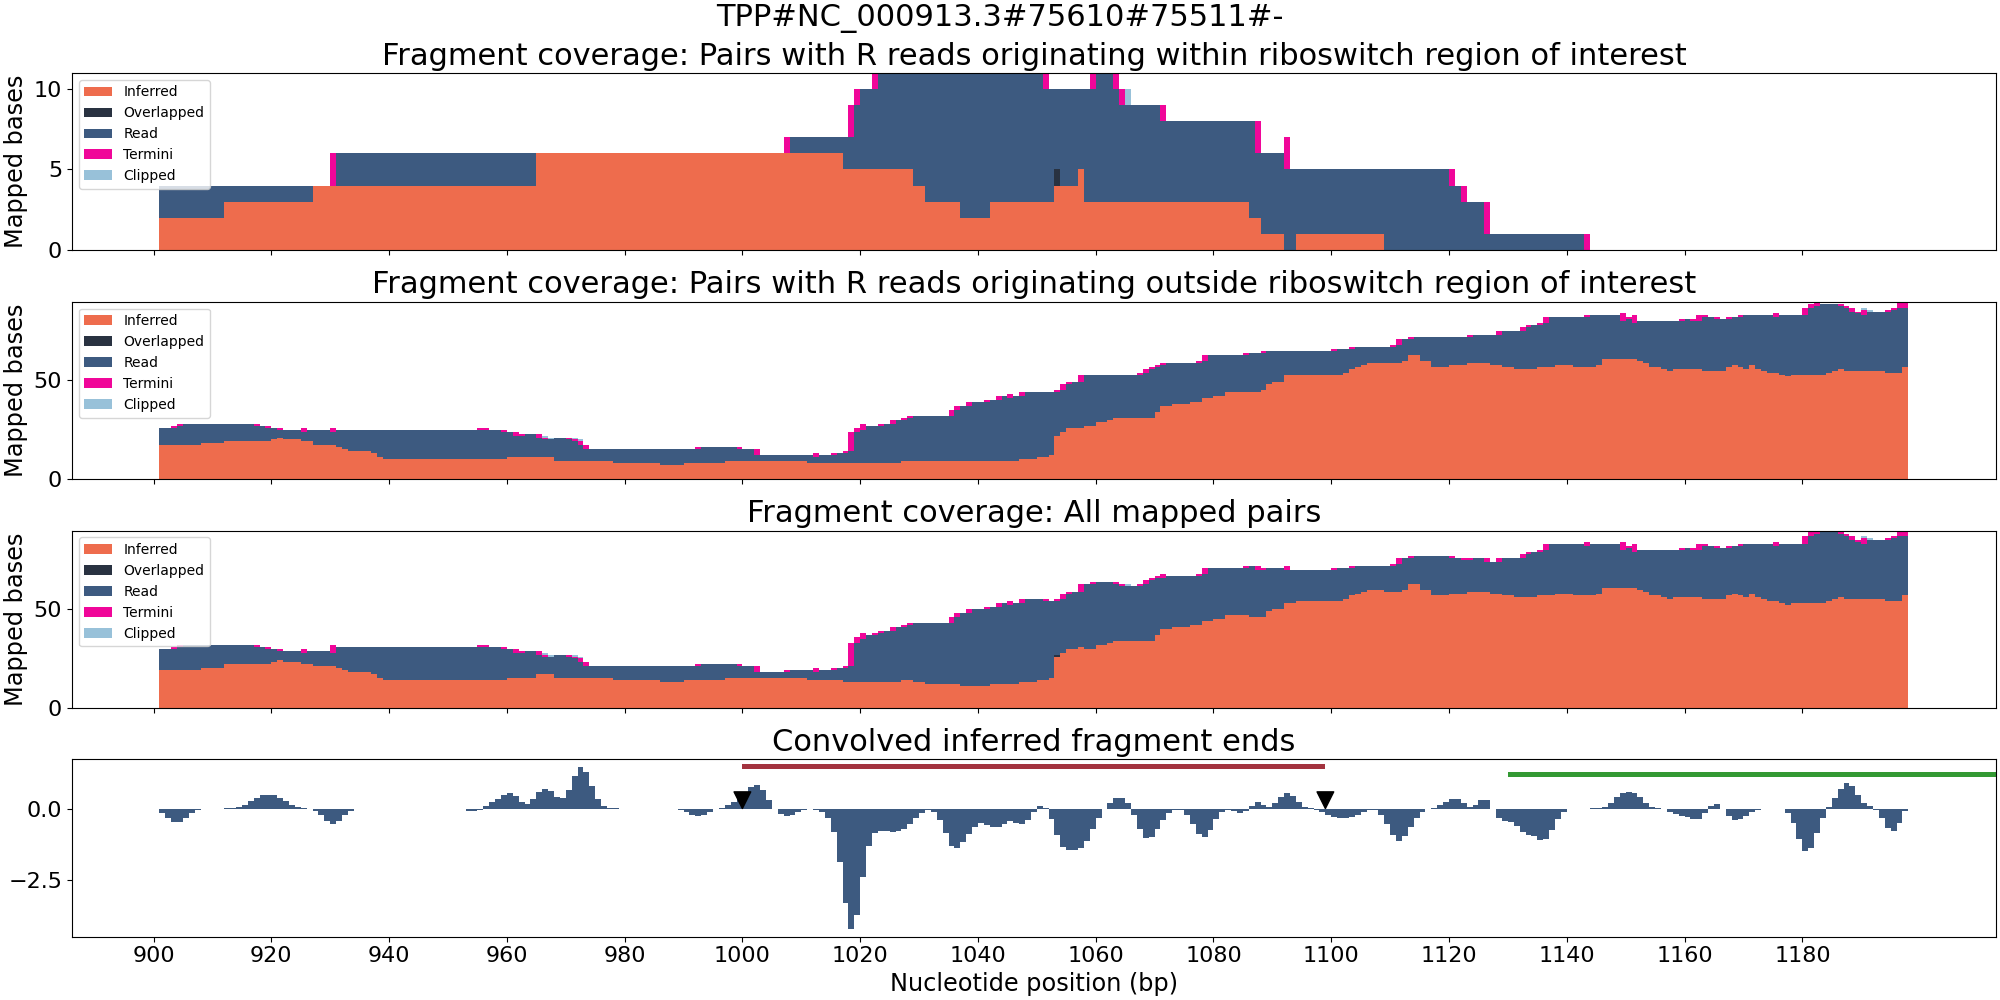 TPP#NC_000913.3#75610#75511#-
Fragment coverage: Pairs with R reads originating within riboswitch region of interest
Mapped bases
10
5
0
Inferred
Overlapped
Read
Termini
Clipped
Fragment coverage: Pairs with R reads originating outside riboswitch region of interest
Mapped bases
50
0
Inferred
Overlapped
Read
Termini
Clipped
Fragment coverage: All mapped pairs
Mapped bases
50
0
Inferred
Overlapped
Read
Termini
Clipped
Convolved inferred fragment ends
0.0
−2.5
900 920 940 960 980 1000 1020 1040 1060 1080 1100 1120 1140 1160 1180
Nucleotide position (bp)